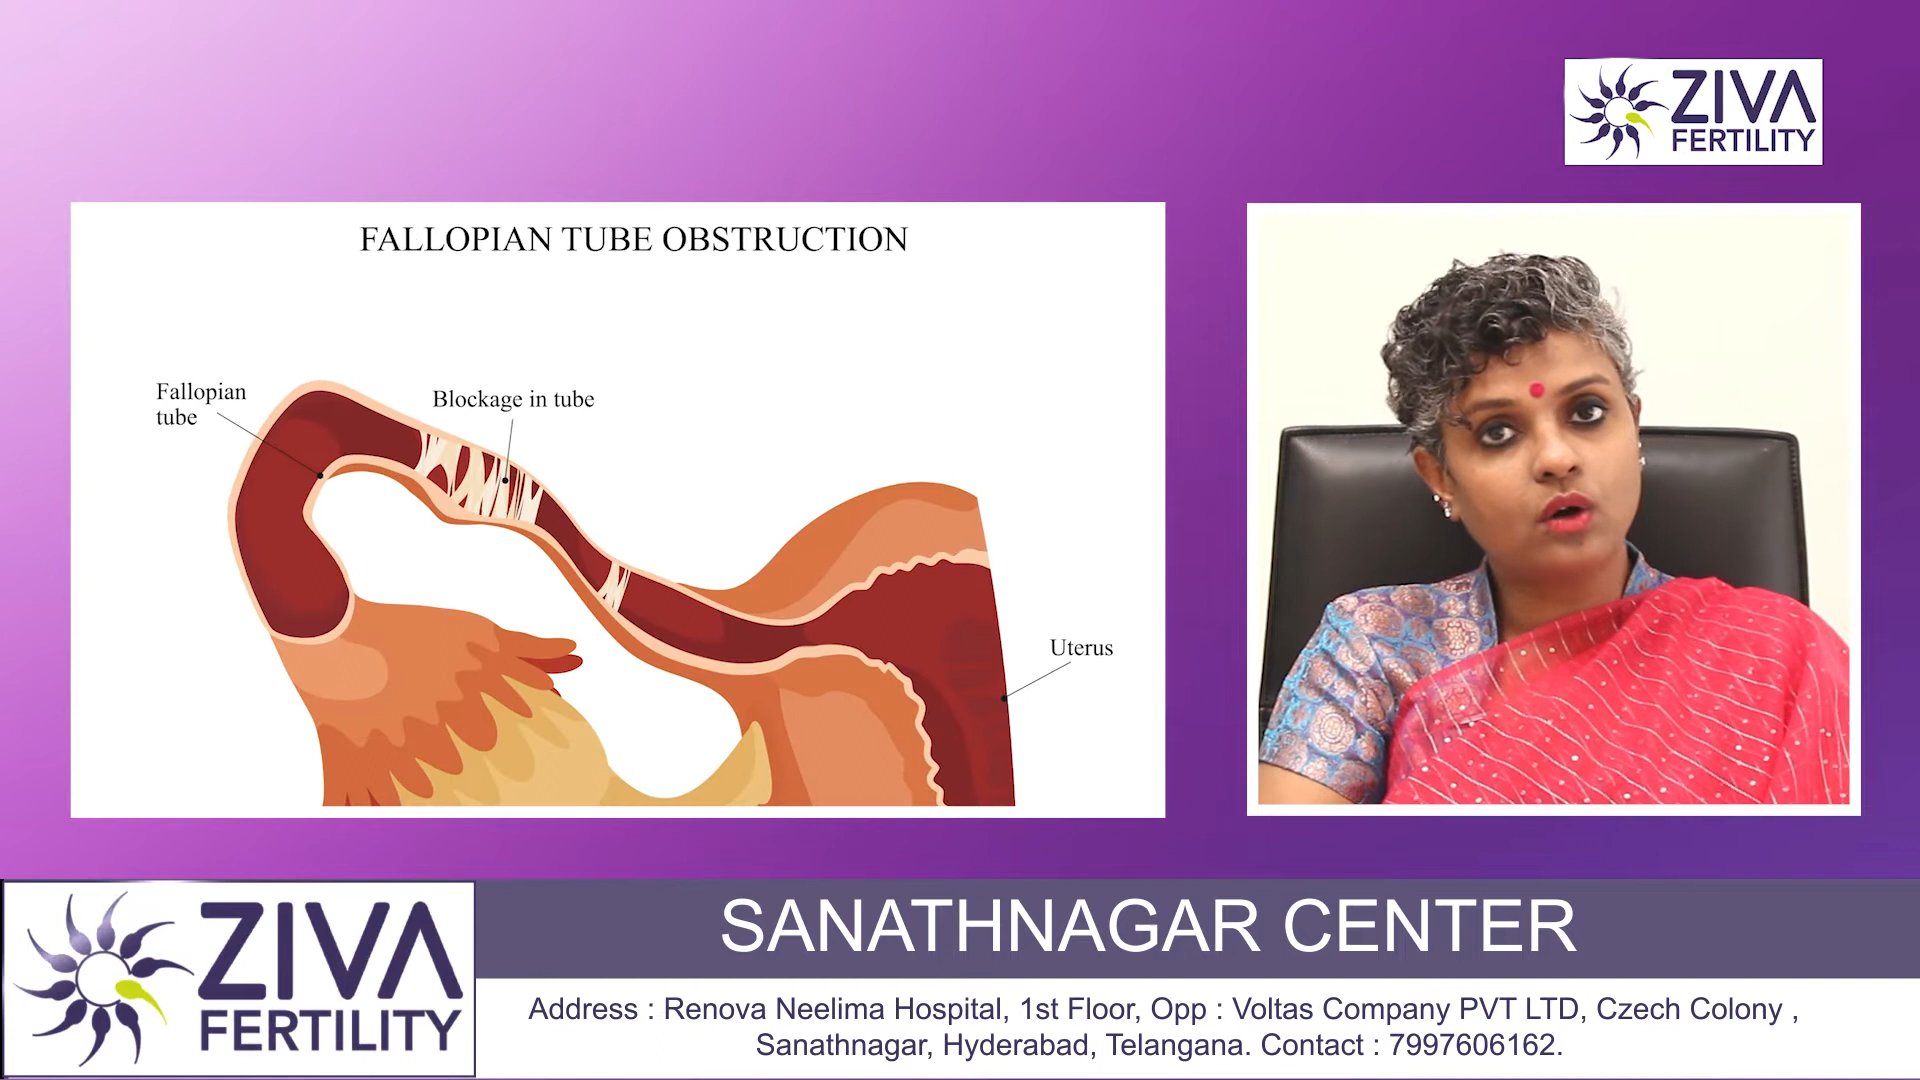 ZIVA
FERTILITY
FALLOPIAN TUBE OBSTRUCTION
Fallopian
tube
Blockage in tube
Uterus
ZIVA
FERTILITY
SANATHNAGAR CENTER
Address : Renova Neelima Hospital, 1st Floor, Opp : Voltas Company PVT LTD, Czech Colony ,
Sanathnagar, Hyderabad, Telangana. Contact : 7997606162.